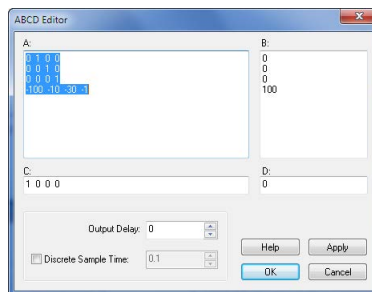 ABCD Editor
A:
0 1 0 0
0 0 1 0
0 0 0 1
-100 -10 -30 -1
B:
0
0
0
100
C:
1 0 0 0
D:
0
Output Delay: 0
Discrete Sample Time: 0.1
Help
Apply
OK
Cancel